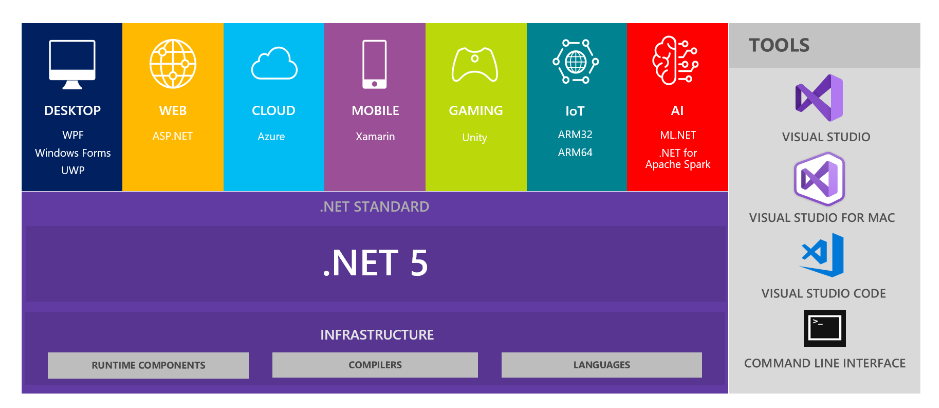 DESKTOP
WPF
Windows Forms
UWP
WEB
ASP.NET
CLOUD
Azure
MOBILE
Xamarin
GAMING
Unity
IoT
ARM32
ARM64
AI
ML.NET
.NET for
Apache Spark
.NET STANDARD
.NET 5
INFRASTRUCTURE
RUNTIME COMPONENTS
COMPILERS
LANGUAGES
TOOLS
VISUAL STUDIO
VISUAL STUDIO FOR MAC
VISUAL STUDIO CODE
>_
COMMAND LINE INTERFACE